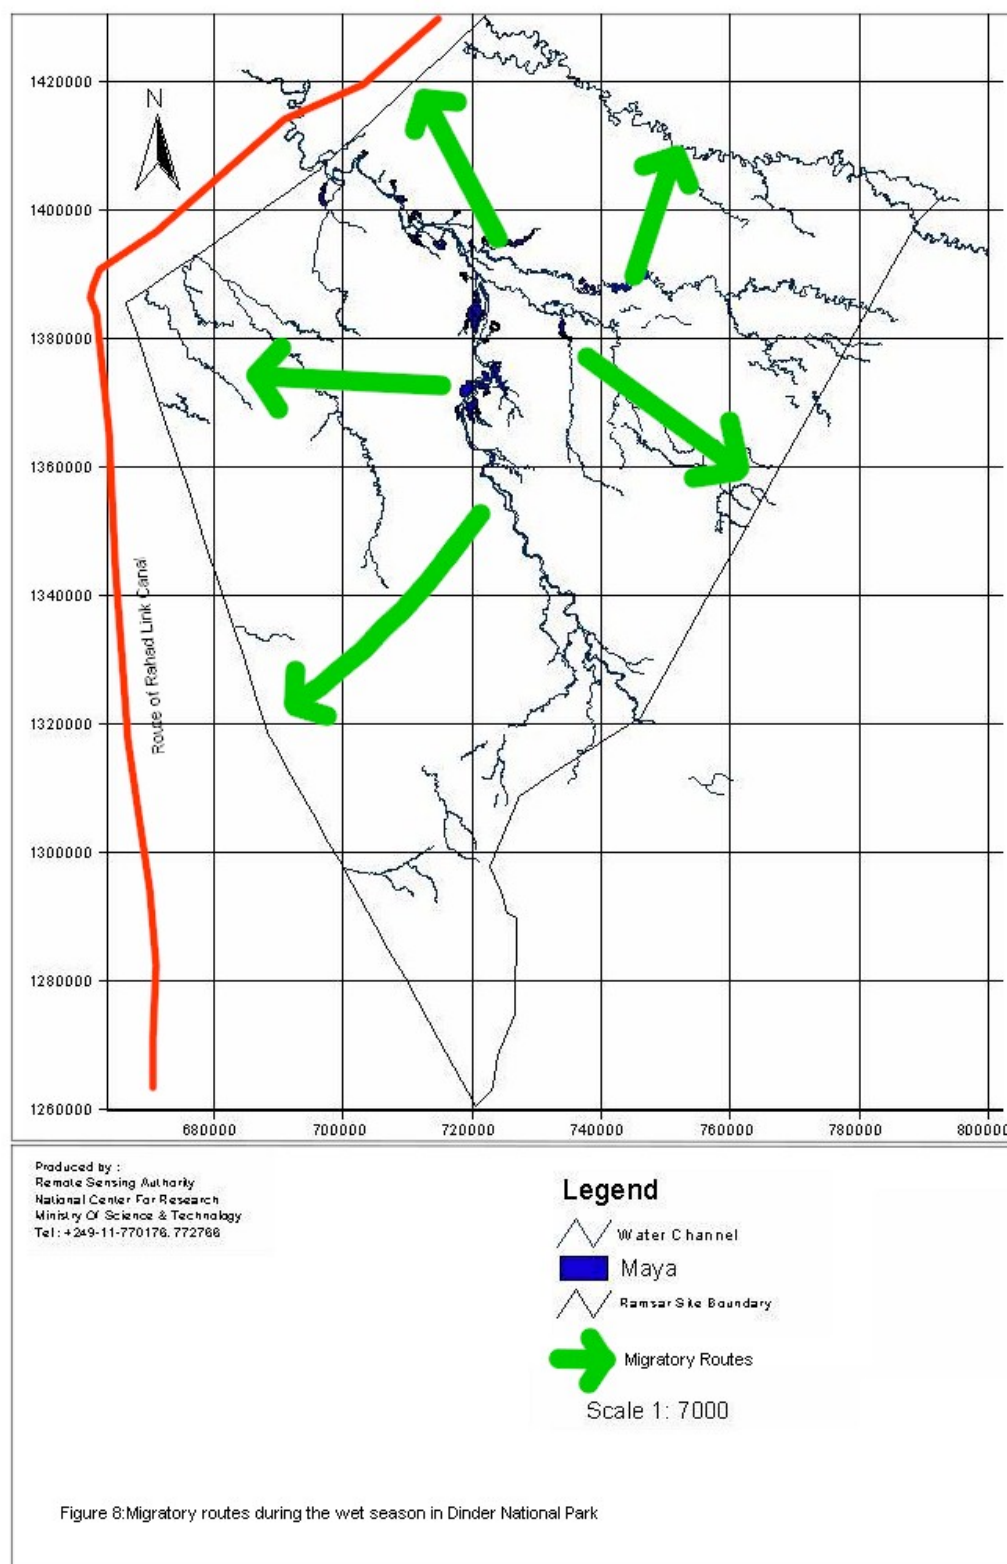 1420000
N
1400000
1380000
1360000
1340000
Route of Rahad Link Canal
1320000
1300000
1280000
1260000
680000 700000 720000 740000 760000 780000 800000
Produced by :
Remote Sensing Authority
National Center For Research
Ministry Of Science & Technology
Tel : +249-11-770176. 772766
Legend
Water Channel
Maya
Ramsar Site Boundary
Migratory Routes
Scale 1: 7000
Figure 8:Migratory routes during the wet season in Dinder National Park